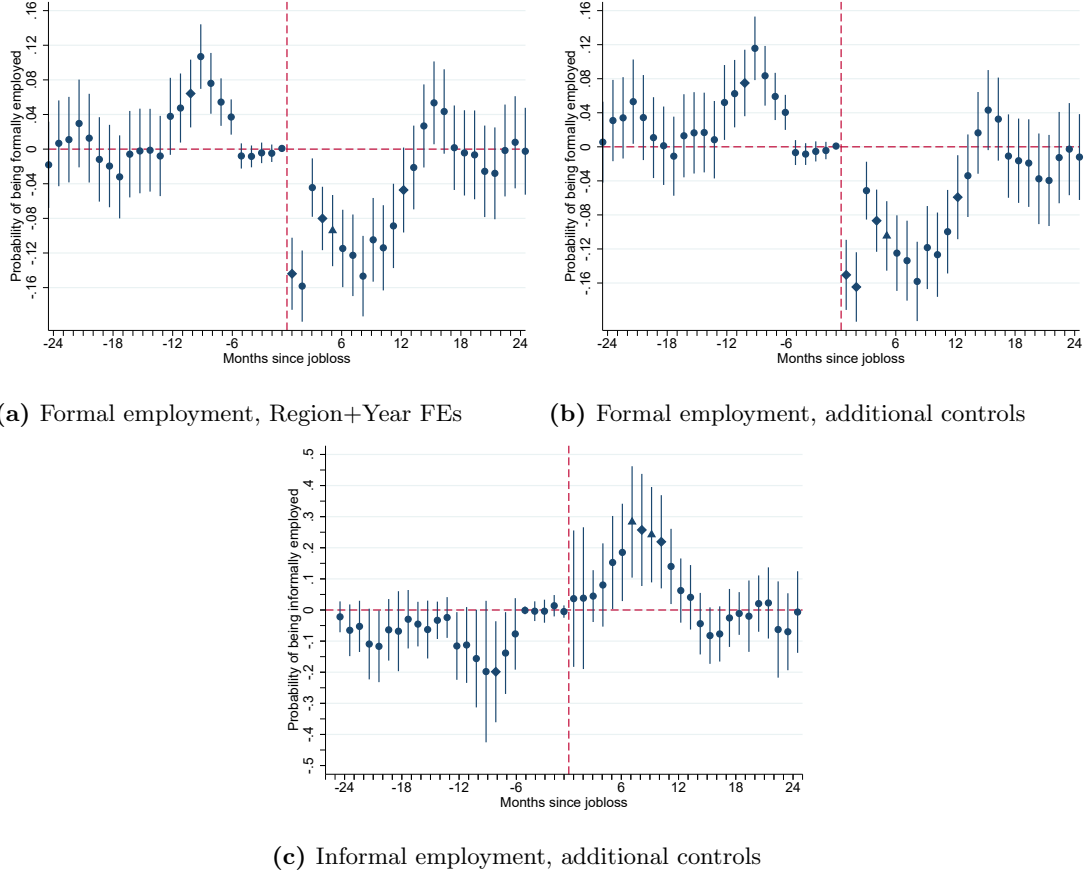 Probability of being formally employed
.16
.12
.08
.04
0
-.04
-.08
-.12
-.16
-24 -18 -12 -6 6 12 18 24
Months since jobloss
(a) Formal employment, Region+Year FEs
Probability of being formally employed
.16
.12
.08
.04
0
-.04
-.08
-.12
-.16
-24 -18 -12 -6 6 12 18 24
Months since jobloss
(b) Formal employment, additional controls
Probability of being informally employed
.5
.4
.3
.2
.1
0
-.1
-.2
-.3
-.4
-.5
-24 -18 -12 -6 6 12 18 24
Months since jobloss
(c) Informal employment, additional controls